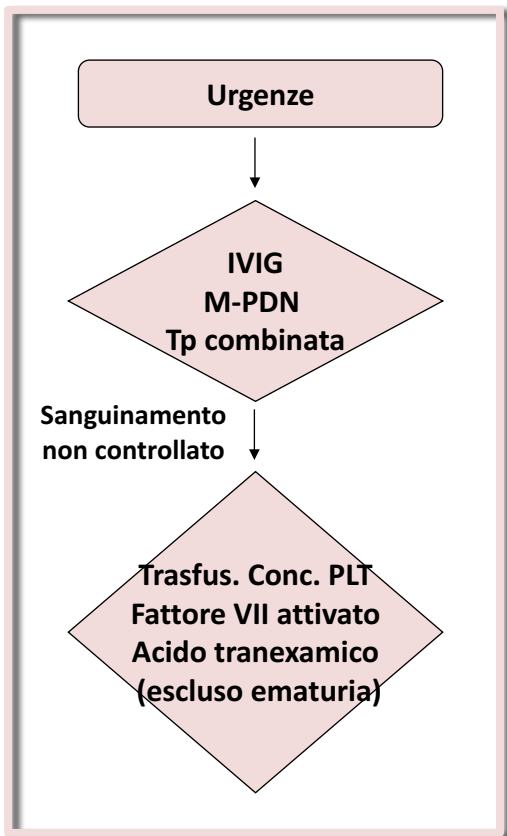 Urgenze
IVIG
M-PDN
Tp combinata
Sanguinamento
non controllato
Trasfus. Conc. PLT
Fattore VII attivato
Acido tranexamico
(escluso ematuria)